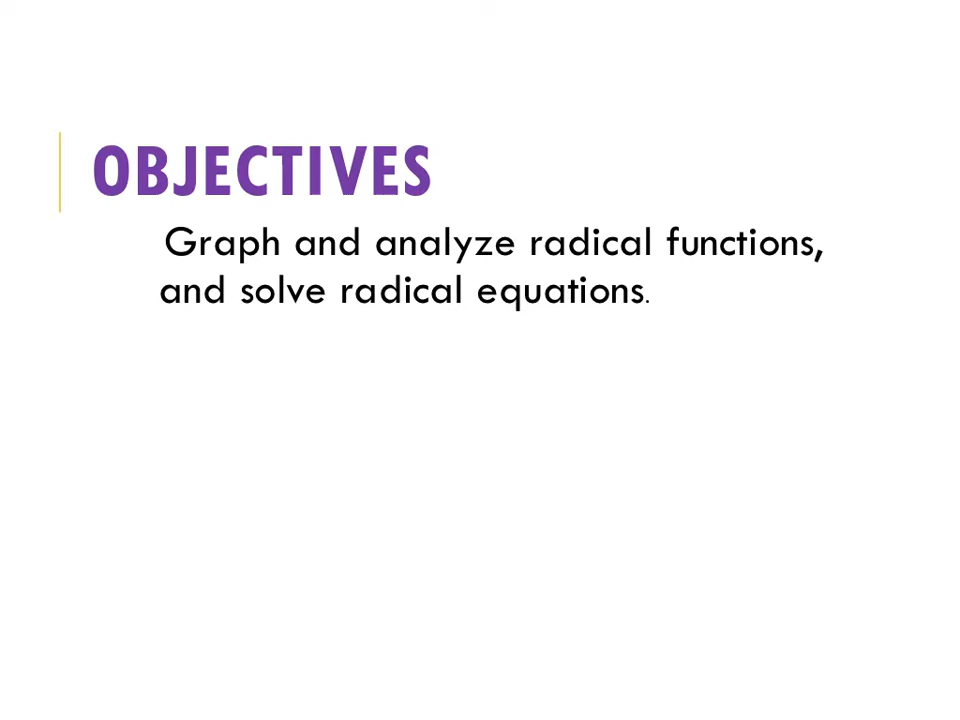 OBJECTIVES
Graph and analyze radical functions,
and solve radical equations.